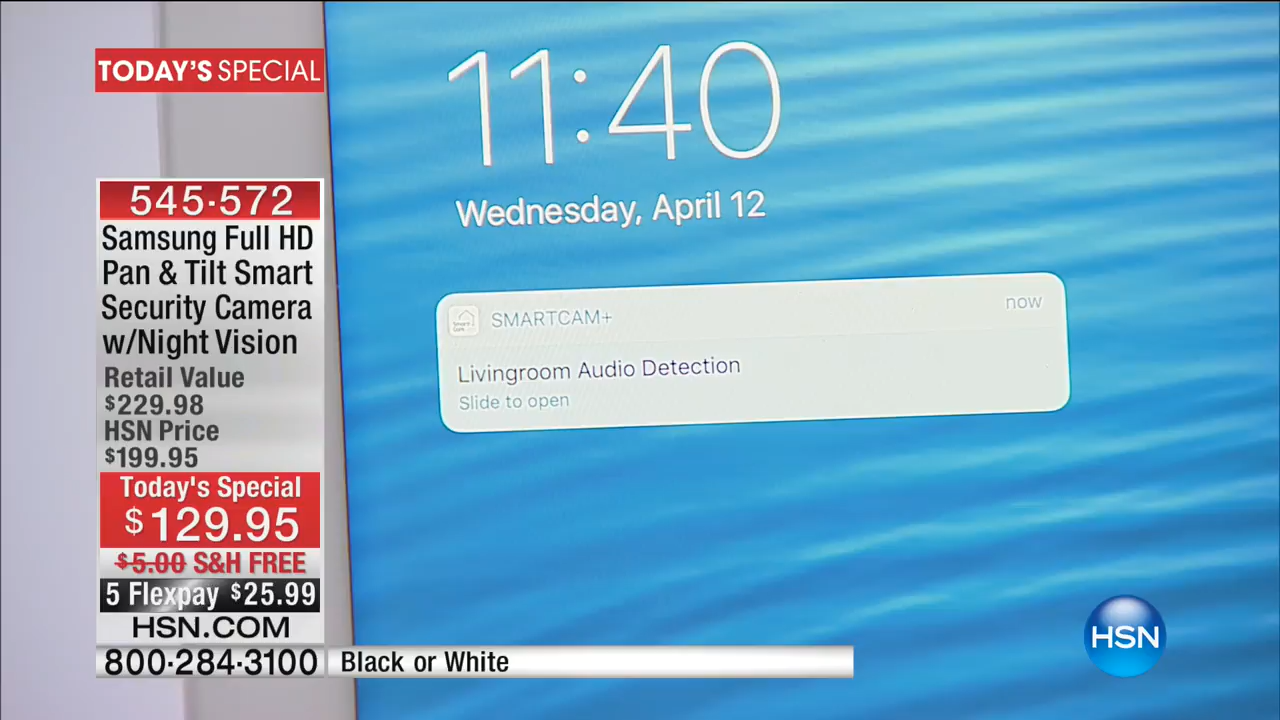 TODAY'S SPECIAL
545-572
Samsung Full HD
Pan & Tilt Smart
Security Camera
w/Night Vision
Retail Value
$229.98
HSN Price
$199.95
Today's Special
$129.95
$5.00 S&H FREE
5 Flexpay $25.99
HSN.COM
800-284-3100
Black or White
11:40
Wednesday, April 12
SMARTCAM+
now
Livingroom Audio Detection
Slide to open
HSN